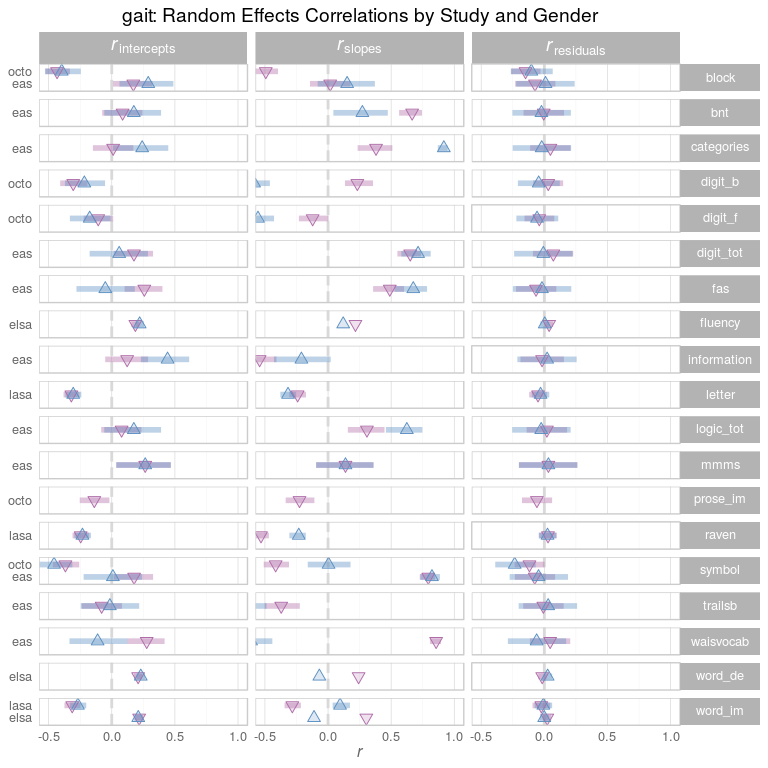 gait: Random Effects Correlations by Study and Gender
r intercepts r slopes r residuals
octo
eas block
eas bnt
eas categories
octo digit_b
octo digit_f
eas digit_tot
eas fas
elsa fluency
eas information
lasa letter
eas logic_tot
eas mmms
octo prose_im
lasa raven
octo
eas symbol
eas trailsb
eas waisvocab
elsa word_de
lasa
elsa word_im
-0.5 0.0 0.5 1.0 -0.5 0.0 0.5 1.0 -0.5 0.0 0.5 1.0
r